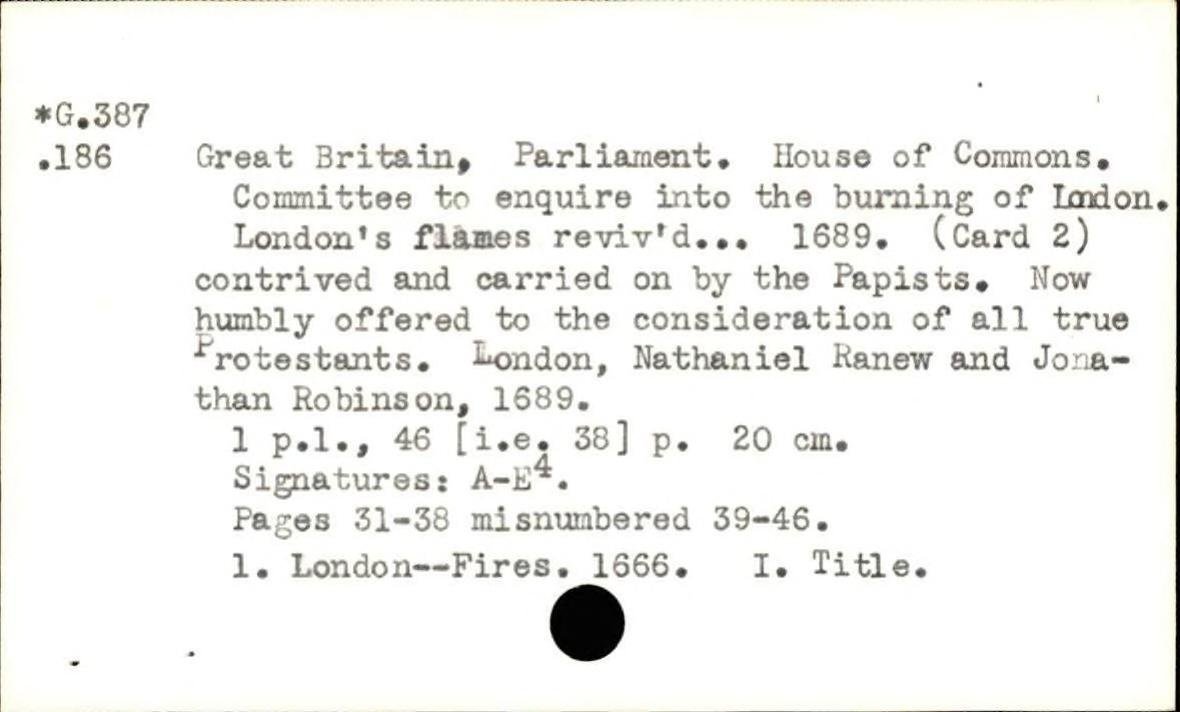 *G.387
.186 Great Britain, Parliament. House of Commons.
Committee to enquire into the burning of London.
London's flames reviv'd... 1689. (Card 2)
contrived and carried on by the Papists. Now
humbly offered to the consideration of all true
Protestants. London, Nathaniel Ranew and Jona-
than Robinson, 1689.
1 p.l., 46 [i.e. 38] p. 20 cm.
Signatures: A-E⁴.
Pages 31-38 misnumbered 39-46.
1. London--Fires. 1666. I. Title.